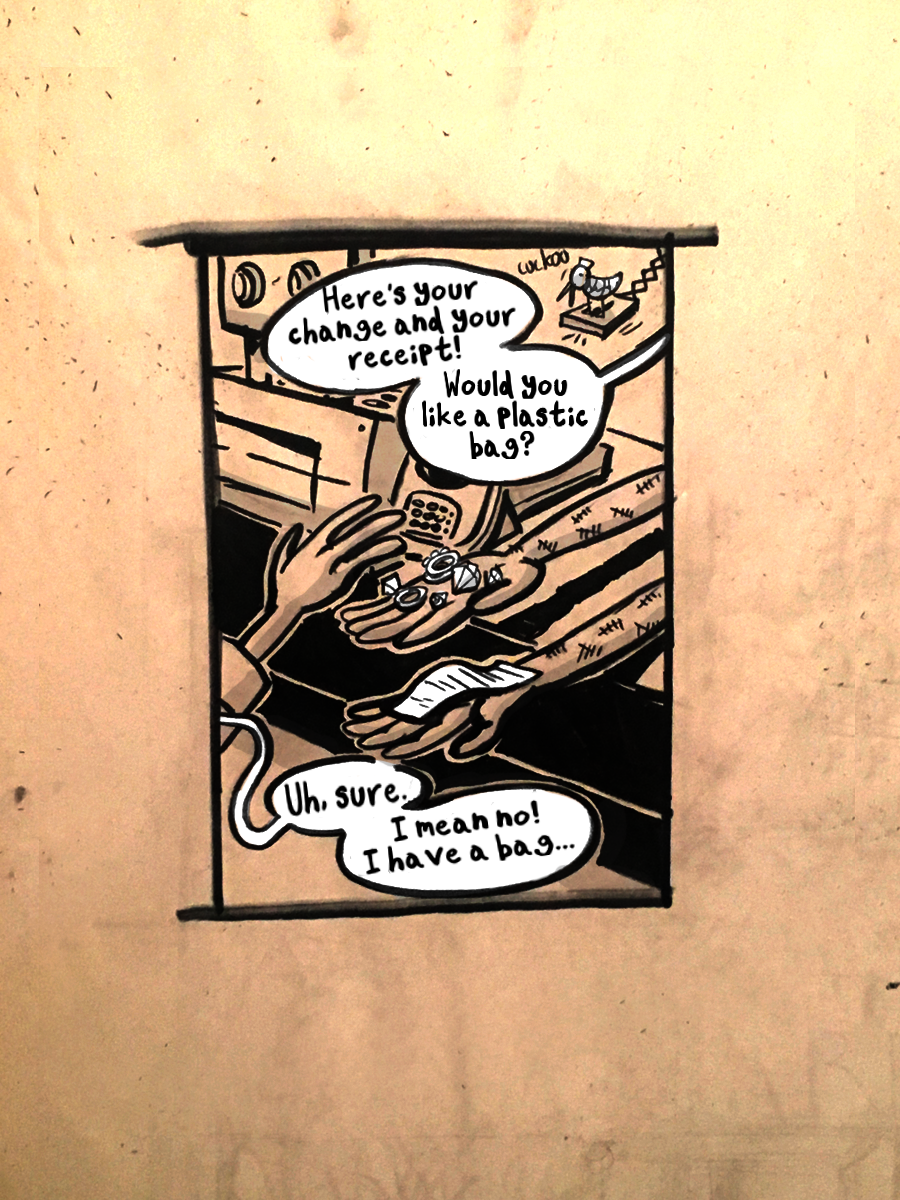 cuckoo
Here's your
change and your
receipt!
Would you
like a plastic
bag?
Uh, sure.
I mean no!
I have a bag...